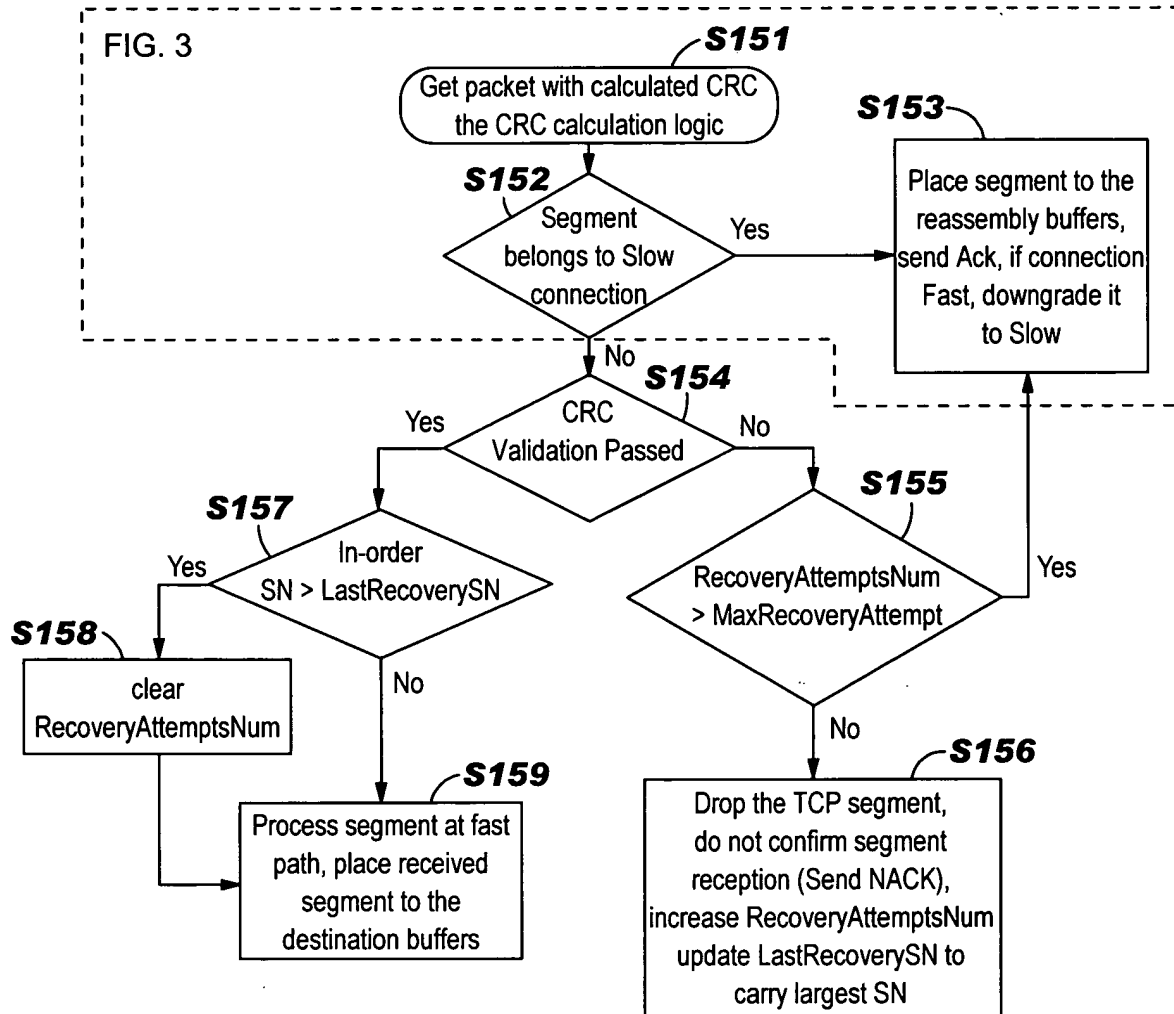 FIG. 3
S151
Get packet with calculated CRC
the CRC calculation logic
S152
Segment
belongs to Slow
connection
Yes
S153
Place segment to the
reassembly buffers,
send Ack, if connection
Fast, downgrade it
to Slow
No
S154
CRC
Validation Passed
Yes
No
S157
In-order
SN > LastRecoverySN
Yes
S155
RecoveryAttemptsNum
> MaxRecoveryAttempt
Yes
S158
clear
RecoveryAttemptsNum
No
No
S159
Process segment at fast
path, place received
segment to the
destination buffers
S156
Drop the TCP segment,
do not confirm segment
reception (Send NACK),
increase RecoveryAttemptsNum
update LastRecoverySN to
carry largest SN